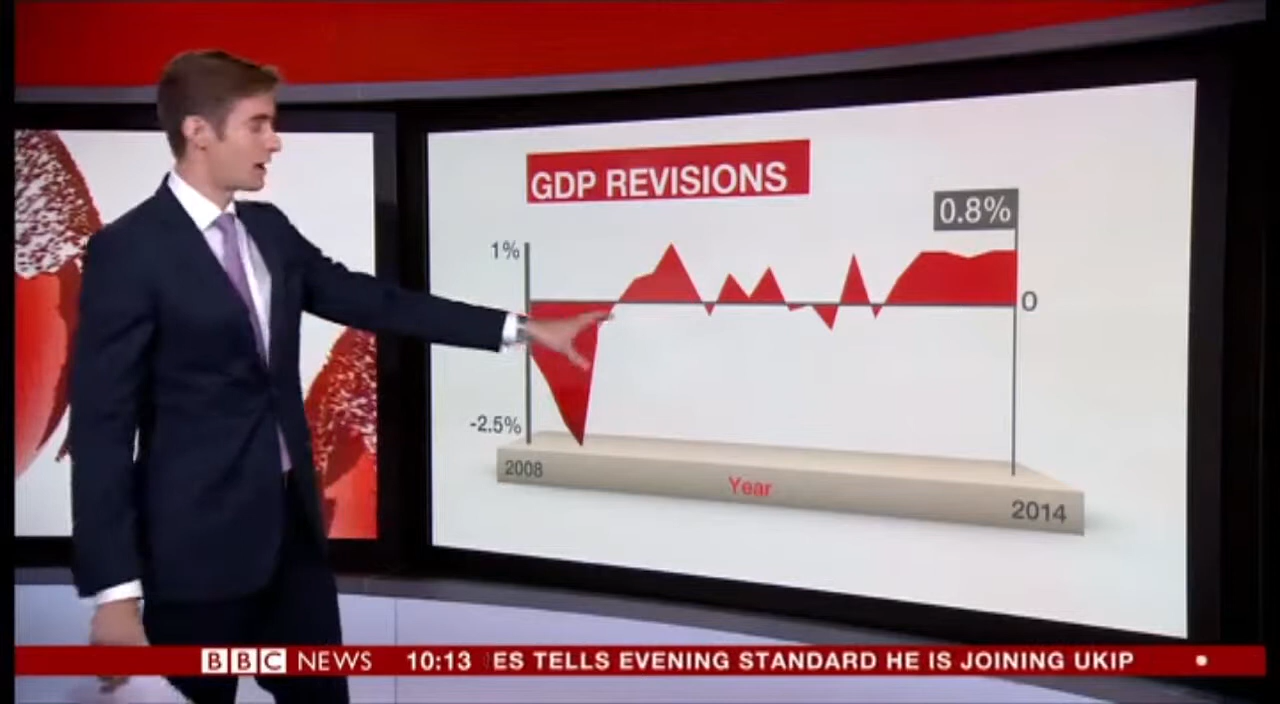 GDP REVISIONS
0.8%
1%
0
-2.5%
2008
Year
2014
BBC NEWS 10:13 ES TELLS EVENING STANDARD HE IS JOINING UKIP